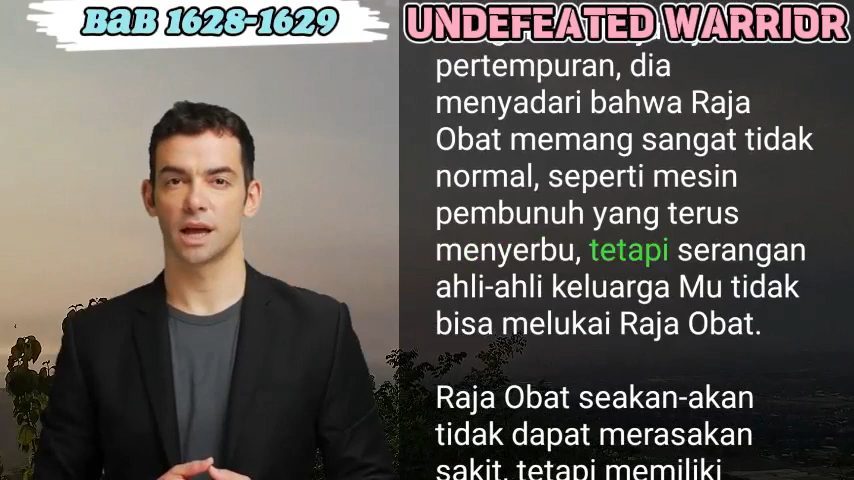 BAB 1628-1629
UNDEFEATED WARRIOR
pertempuran, dia
menyadari bahwa Raja
Obat memang sangat tidak
normal, seperti mesin
pembunuh yang terus
menyerbu, tetapi serangan
ahli-ahli keluarga Mu tidak
bisa melukai Raja Obat.
Raja Obat seakan-akan
tidak dapat merasakan
sakit, tetapi memiliki